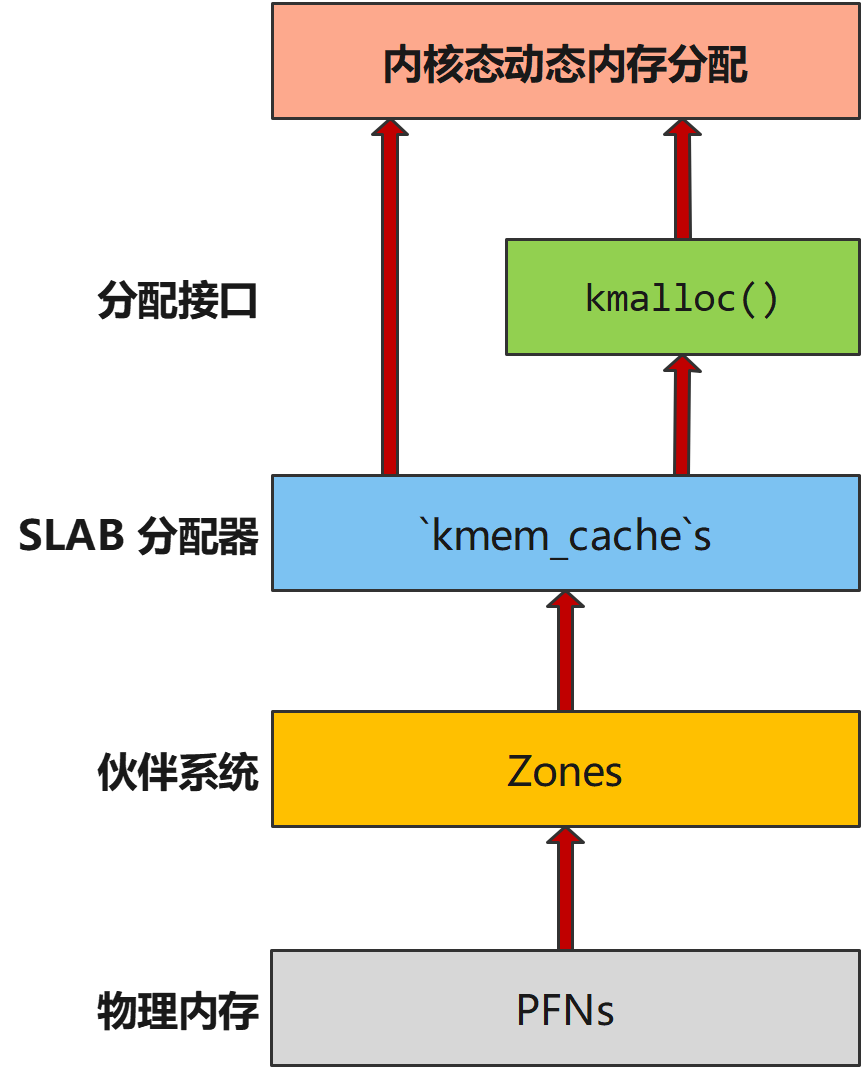 内核态动态内存分配
分配接口
kmalloc()
SLAB 分配器
`kmem_cache`s
伙伴系统
Zones
物理内存
PFNs